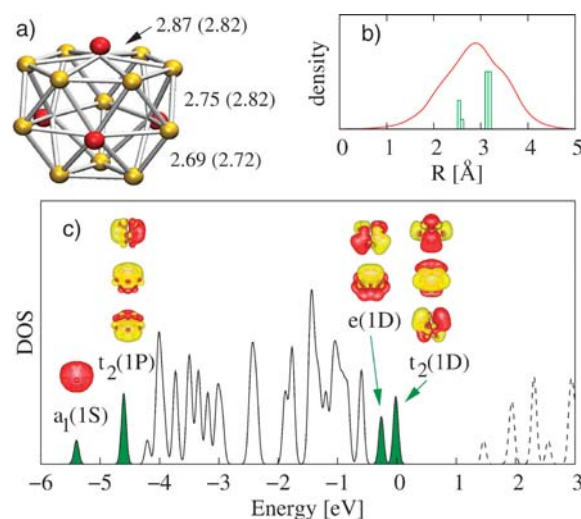 a)
2.87 (2.82)
2.75 (2.82)
2.69 (2.72)
b)
density
0 1 2 3 4 5
R [Å]
c)
DOS
a1(1S)
t2(1P)
e(1D)
t2(1D)
−6 −5 −4 −3 −2 −1 0 1 2 3
Energy [eV]